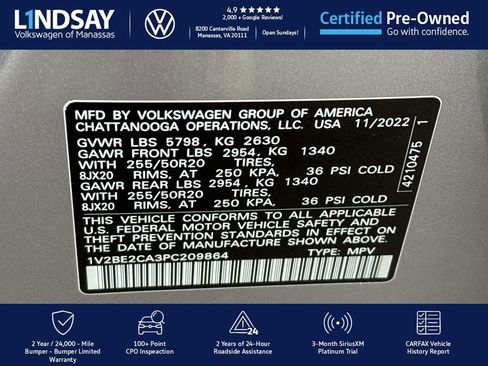 LINDSAY
Volkswagen of Manassas
4.9 ★★★★★
2,000 + Google Reviews!
8200 Centerville Road
Manassas, VA 20111
Open Sundays!
Certified Pre-Owned
Go with confidence.
MFD BY VOLKSWAGEN GROUP OF AMERICA
CHATTANOOGA OPERATIONS, LLC. USA 11/2022
GVWR LBS 5798, KG 2630
GAWR FRONT LBS 2954, KG 1340
WITH 255/50R20 TIRES,
8JX20 RIMS, AT 250 KPA, 36 PSI COLD
GAWR REAR LBS 2954, KG 1340
WITH 255/50R20 TIRES,
8JX20 RIMS, AT 250 KPA, 36 PSI COLD
THIS VEHICLE CONFORMS TO ALL APPLICABLE
U.S. FEDERAL MOTOR VEHICLE SAFETY
STANDARDS IN EFFECT ON THE DATE OF
MANUFACTURE SHOWN ABOVE.
1V2BE2CA3PC209864 TYPE: MPV
4210475 1
2 Year / 24,000 - Mile
Bumper - Bumper Limited
Warranty
100+ Point
CPO Inspeaction
24
2 Years of 24-Hour
Roadside Assistance
3-Month SiriusXM
Platinum Trial
CARFAX Vehicle
History Report